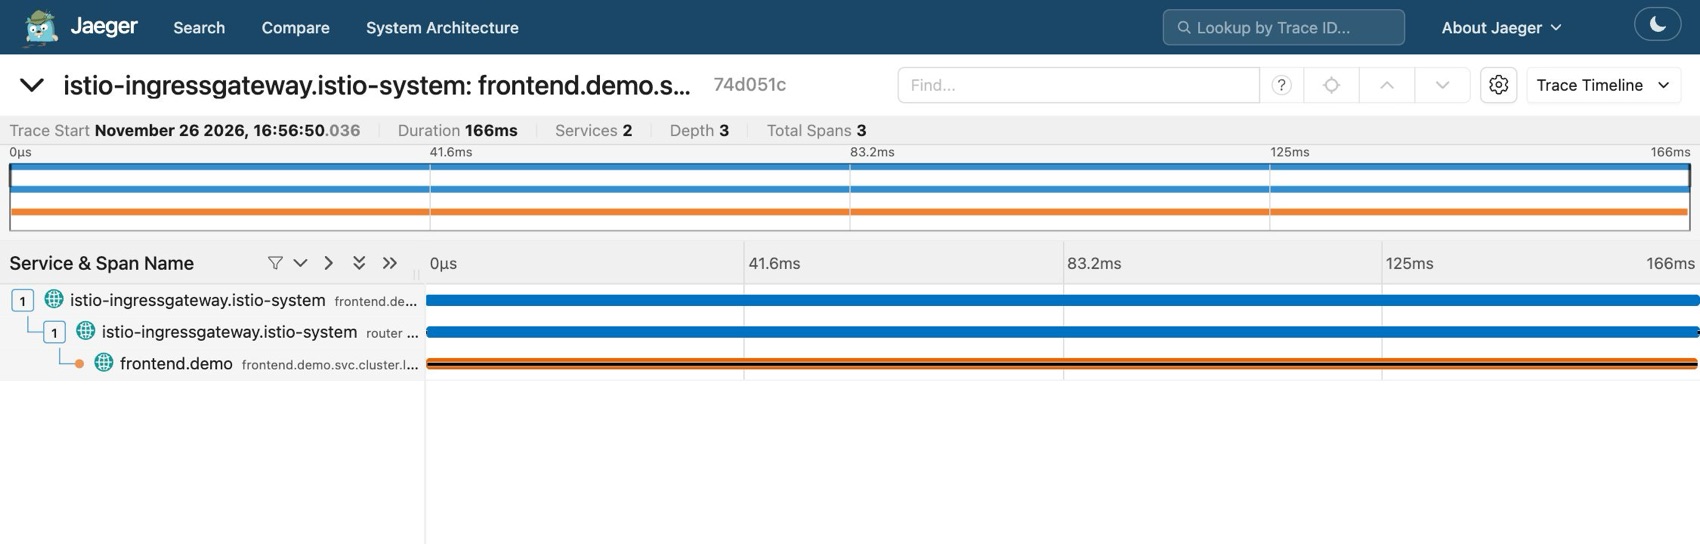 Jaeger Search Compare System Architecture Lookup by Trace ID... About Jaeger
istio-ingressgateway.istio-system: frontend.demo.s... 74d051c Find... ? Trace Timeline
Trace Start November 26 2026, 16:56:50.036 Duration 166ms Services 2 Depth 3 Total Spans 3
0μs 41.6ms 83.2ms 125ms 166ms
Service & Span Name 0μs 41.6ms 83.2ms 125ms 166ms
1 istio-ingressgateway.istio-system frontend.de...
1 istio-ingressgateway.istio-system router ...
frontend.demo frontend.demo.svc.cluster.l...